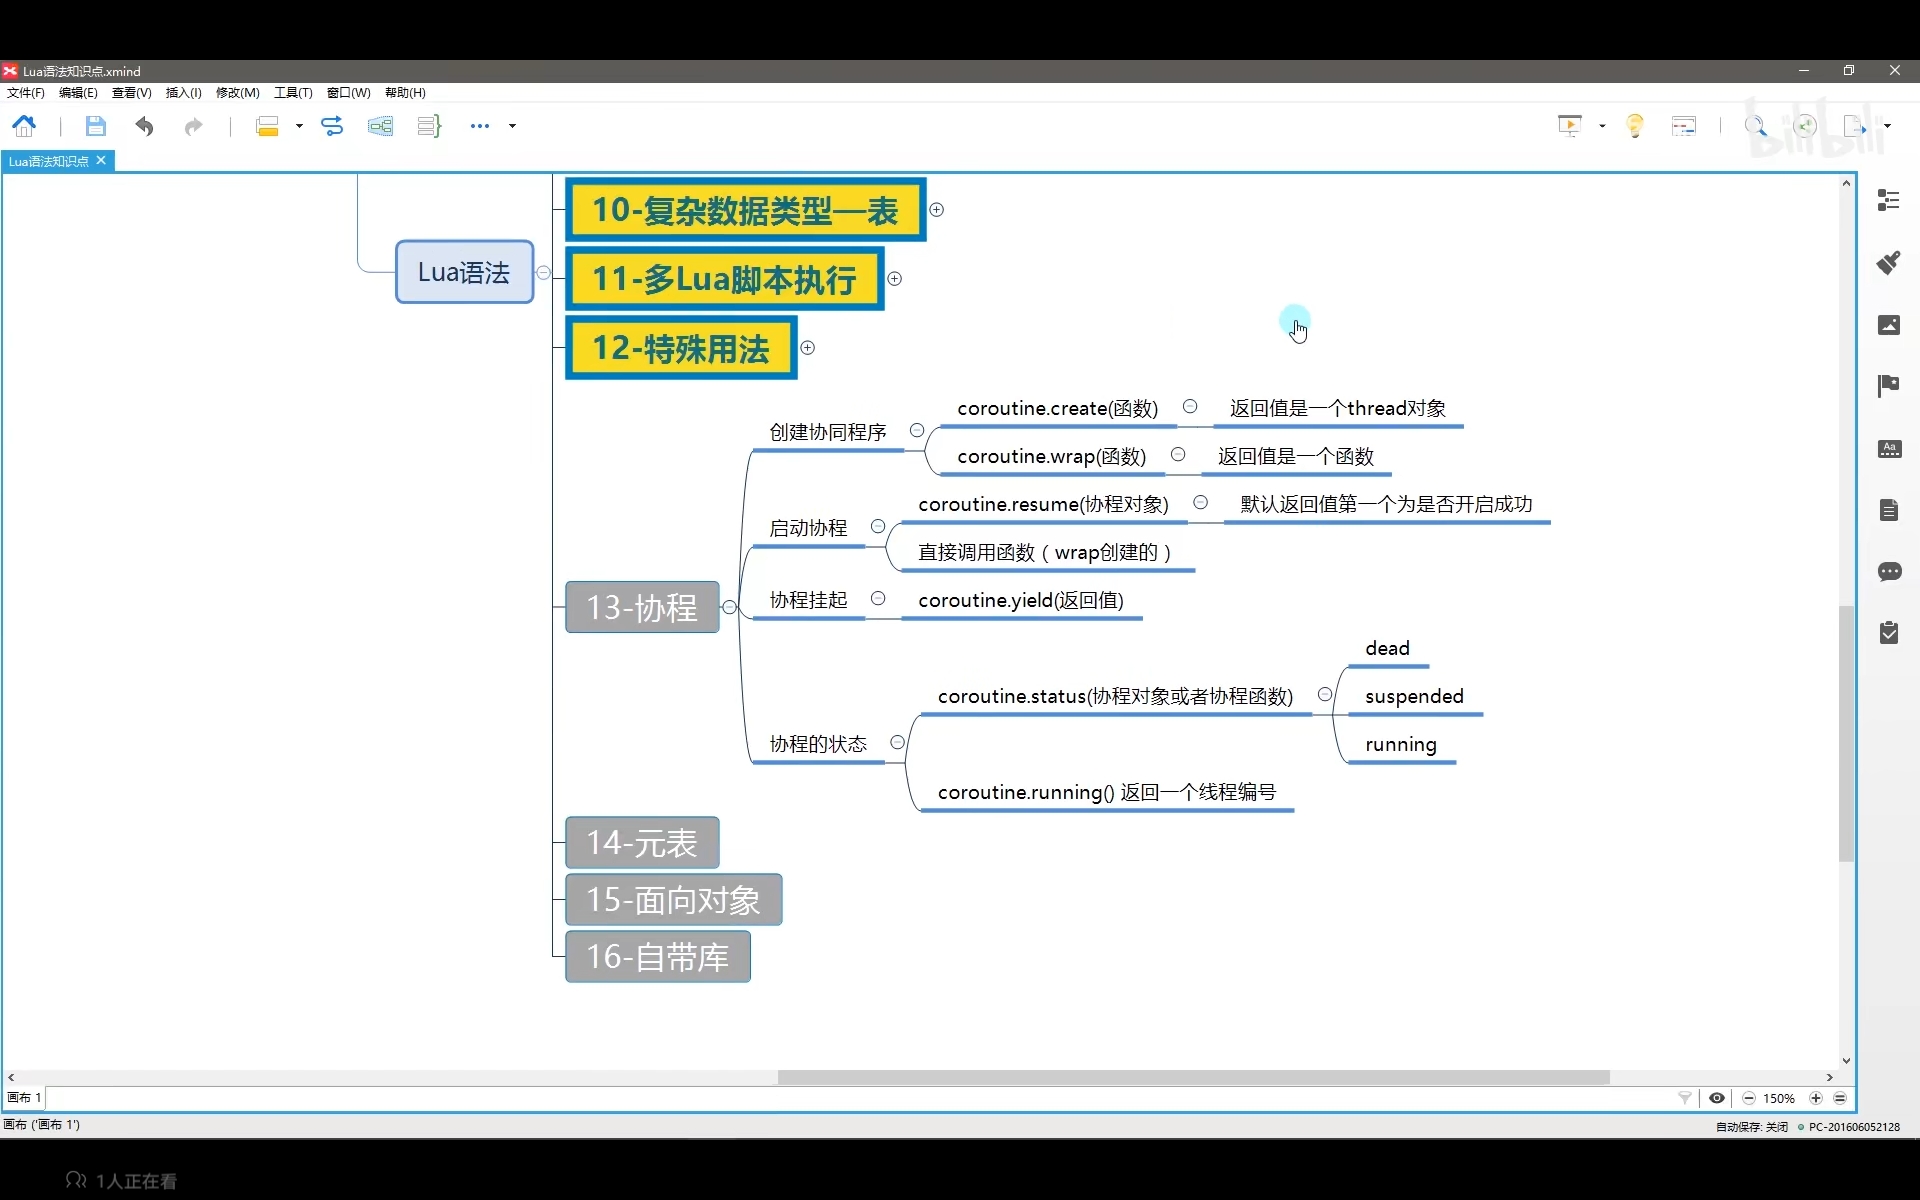 Lua语法知识点.xmind
文件(F) 编辑(E) 查看(V) 插入(I) 修改(M) 工具(T) 窗口(W) 帮助(H)
bilibili
Lua语法知识点
10-复杂数据类型—表
Lua语法
11-多Lua脚本执行
12-特殊用法
coroutine.create(函数) 返回值是一个thread对象
创建协同程序
coroutine.wrap(函数) 返回值是一个函数
coroutine.resume(协程对象) 默认返回值第一个为是否开启成功
启动协程
直接调用函数（wrap创建的）
13-协程
协程挂起 coroutine.yield(返回值)
dead
coroutine.status(协程对象或者协程函数) suspended
协程的状态 running
coroutine.running() 返回一个线程编号
14-元表
15-面向对象
16-自带库
画布 1
150%
画布 ('画布 1')
自动保存: 关闭 PC-201606052128
1人正在看